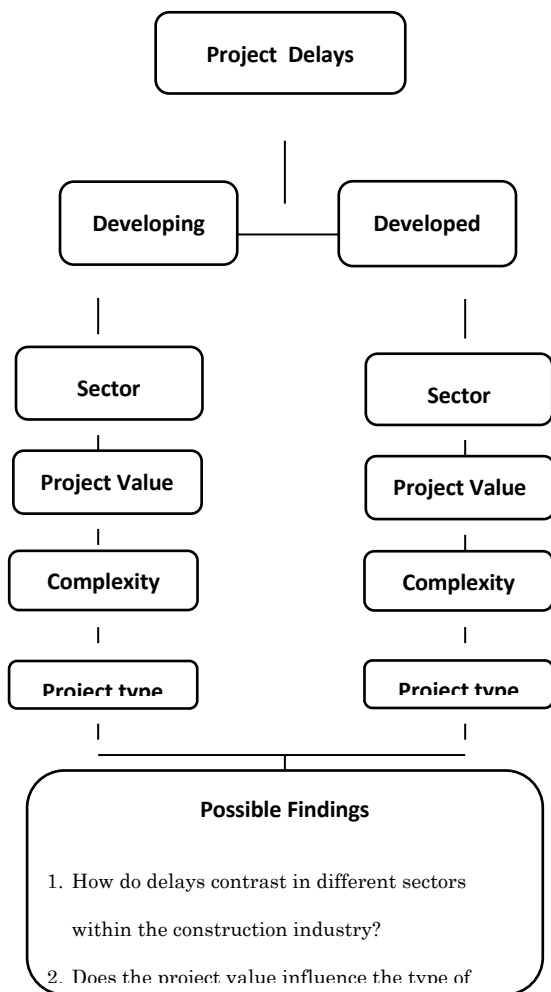 Project Delays
Developing
Developed
Sector
Sector
Project Value
Project Value
Complexity
Complexity
Project type
Project type
Possible Findings
1. How do delays contrast in different sectors
within the construction industry?
2. Does the project value influence the type of